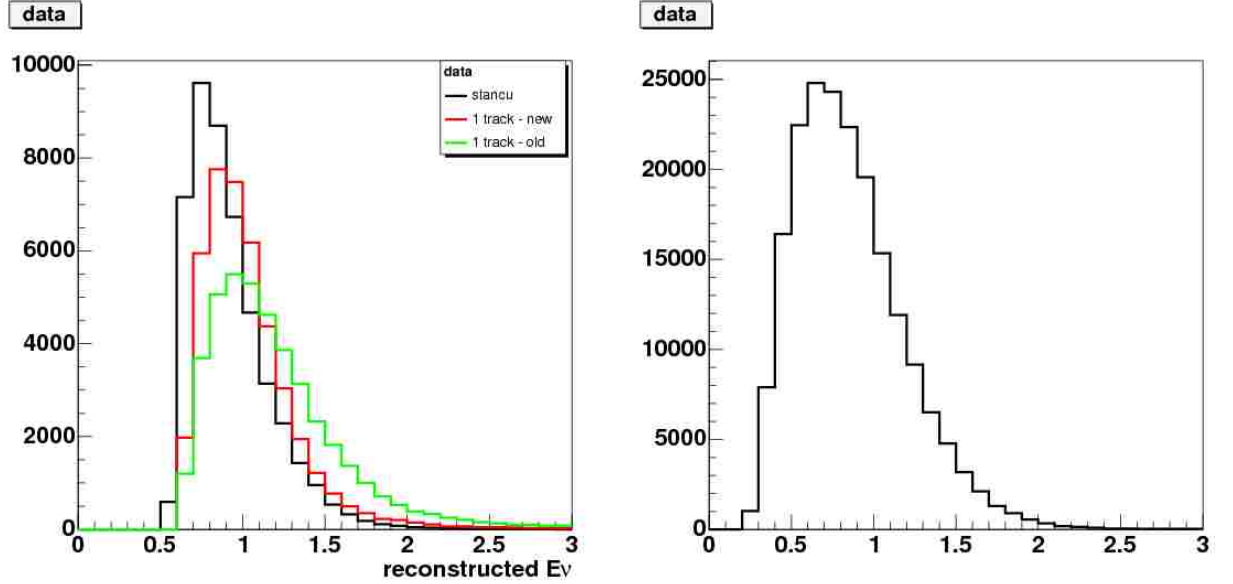 data
10000
8000
6000
4000
2000
0
0 0.5 1 1.5 2 2.5 3
reconstructed Eν
data
stancu
1 track - new
1 track - old
data
25000
20000
15000
10000
5000
0
0 0.5 1 1.5 2 2.5 3